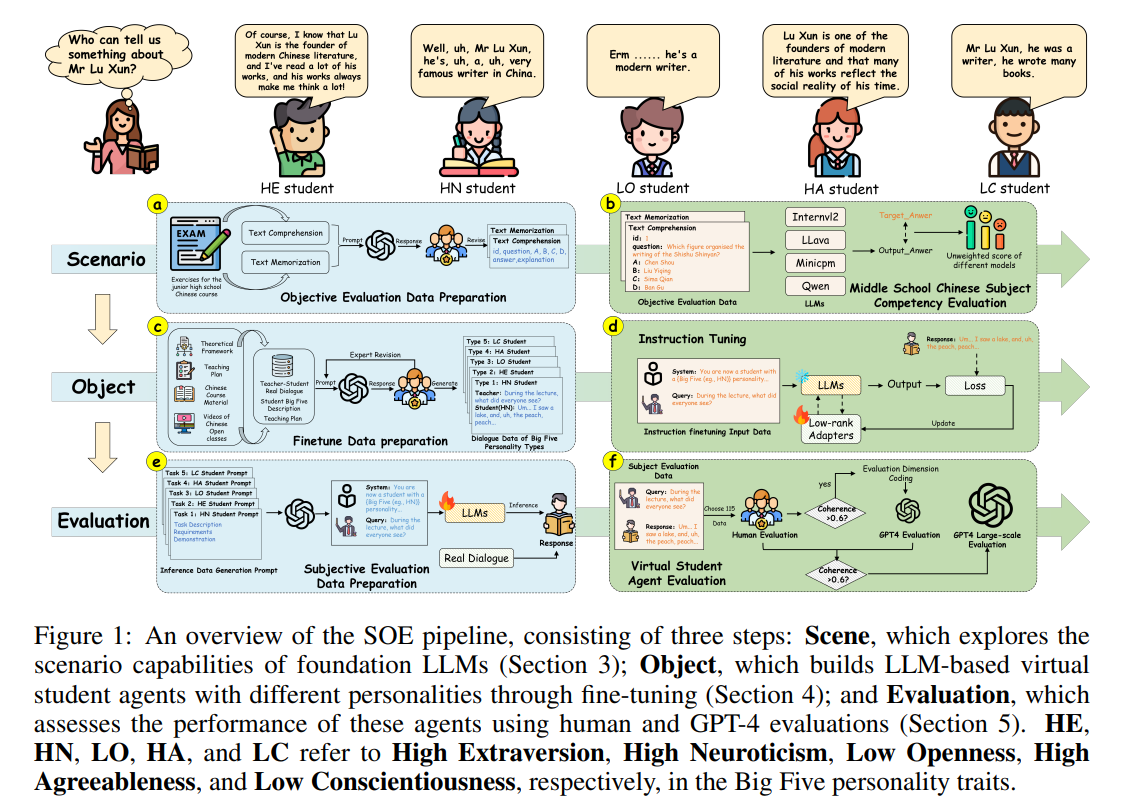 Who can tell us
something about
Mr Lu Xun?
Of course, I know that Lu
Xun is the founder of
modern Chinese literature,
and I've read a lot of his
works, and his works always
make me think a lot!
Well, uh, Mr Lu Xun,
he's, uh, a, uh, very
famous writer in China.
Erm ...... he's a
modern writer.
Lu Xun is one of the
founders of modern
literature and that many
of his works reflect the
social reality of his time.
Mr Lu Xun, he was a
writer, he wrote many
books.
HE student
HN student
LO student
HA student
LC student
Scenario
a
EXAM
Exercises for the
junior high school
Chinese course
Text Comprehension
Text Memorization
Prompt
Response
Revise
Text Memorization
Text Comprehension
id, question, A, B, C, D,
answer,explanation
Objective Evaluation Data Preparation
b
Text Memorization
Text Comprehension
id: 1
question: Which figure organised the
writing of the Shishu Shinyan?
A: Chen Shou
B: Liu Yiqing
C: Sima Qian
D: Ban Gu
Objective Evaluation Data
Internvl2
LLava
Minicpm
Qwen
LLMs
Target_Anwer
Output_Anwer
Unweighted score of
different models
Middle School Chinese Subject
Competency Evaluation
Object
c
Theoretical
Framework
Teaching
Plan
Chinese
Course
Material
Videos of
Chinese
Open
classes
Teacher-Student
Real Dialogue
Student Big Five
Description
Teaching Plan
Expert Revision
Prompt
Response
Generate
Type 5: LC Student
Type 4: HA Student
Type 3: LO Student
Type 2: HE Student
Type 1: HN Student
Teacher: During the lecture,
what did everyone see?
Student(HN): Um... I saw a
lake, and, uh, the peach,
peach...
Dialogue Data of Big Five
Personality Types
Finetune Data preparation
d
Instruction Tuning
System: You are now a student with
a {Big Five (eg., HN)} personality...
Query: During the lecture, what did
everyone see?
Instruction finetuning Input Data
LLMs
Low-rank
Adapters
Output
Response: Um... I saw a lake, and, uh,
the peach, peach...
Loss
Update
Evaluation
e
Task 5: LC Student Prompt
Task 4: HA Student Prompt
Task 3: LO Student Prompt
Task 2: HE Student Prompt
Task 1: HN Student Prompt
Task Description
Requirements
Demonstration
Inference Data Generation Prompt
System: You are
now a student with a
{Big Five (eg., HN)}
personality...
Query: During the
lecture, what did
everyone see?
LLMs
Inference
Real Dialogue
Response
Subjective Evaluation
Data Preparation
f
Subject Evaluation
Data
Query: During the
lecture, what did
everyone see?
Response: Um... I
saw a lake, and, uh,
the peach, peach...
Choose 115
Data
Human Evaluation
yes
Coherence
>0.6?
Evaluation Dimension
Coding
GPT4 Evaluation
GPT4 Large-scale
Evaluation
Coherence
>0.6?
Virtual Student
Agent Evaluation
Figure 1: An overview of the SOE pipeline, consisting of three steps: Scene, which explores the
scenario capabilities of foundation LLMs (Section 3); Object, which builds LLM-based virtual
student agents with different personalities through fine-tuning (Section 4); and Evaluation, which
assesses the performance of these agents using human and GPT-4 evaluations (Section 5). HE,
HN, LO, HA, and LC refer to High Extraversion, High Neuroticism, Low Openness, High
Agreeableness, and Low Conscientiousness, respectively, in the Big Five personality traits.